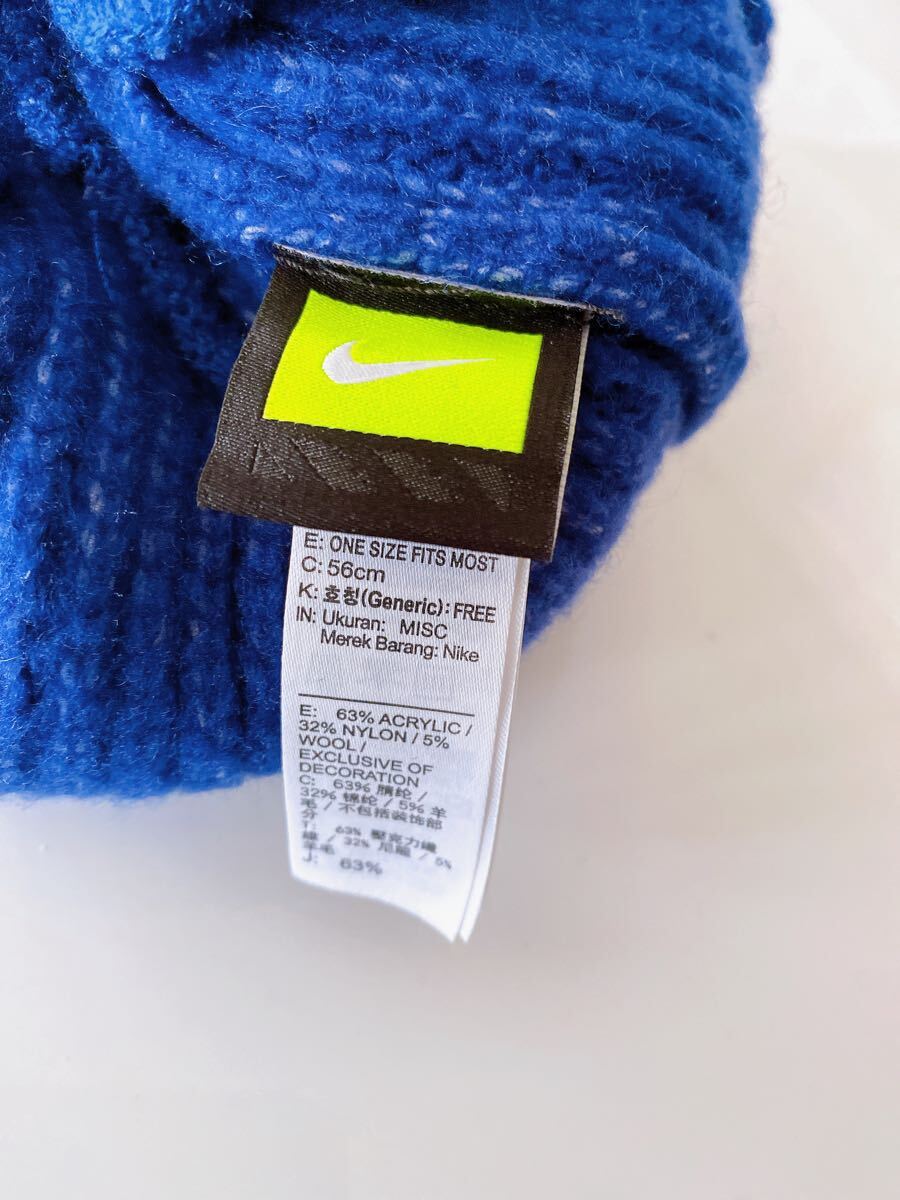 E: ONE SIZE FITS MOST
C: 56cm
K: 호칭(Generic): FREE
IN: Ukuran: MISC
Merek Barang: Nike
E: 63% ACRYLIC /
32% NYLON / 5%
WOOL /
EXCLUSIVE OF
DECORATION
C: 63% 腈纶 /
32% 锦纶 / 5% 羊
毛 / 不包括装饰部
分
T: 63% 壓克力纖
維 / 32% 尼龍 / 5%
羊毛
J: 63%